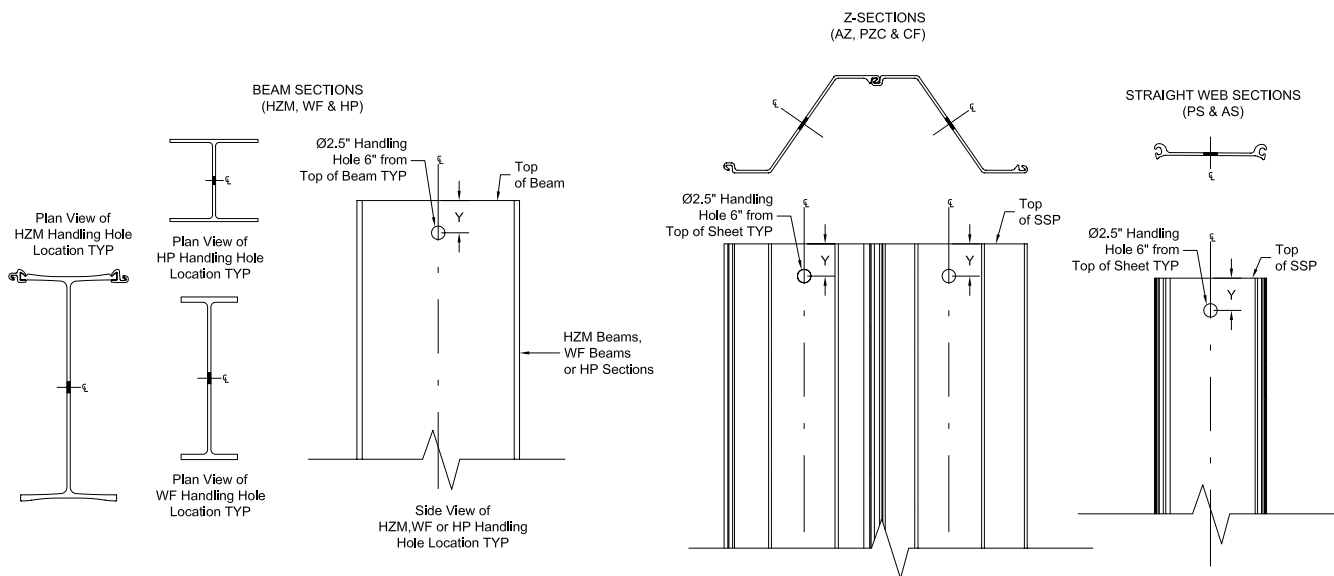 BEAM SECTIONS
(HZM, WF & HP)
Plan View of
HZM Handling Hole
Location TYP
℄
℄
Plan View of
HP Handling Hole
Location TYP
℄
Plan View of
WF Handling Hole
Location TYP
Ø2.5" Handling
Hole 6" from
Top of Beam TYP
℄
Top
of Beam
Y
HZM Beams,
WF Beams
or HP Sections
Side View of
HZM,WF or HP Handling
Hole Location TYP
Z-SECTIONS
(AZ, PZC & CF)
℄
℄
Ø2.5" Handling
Hole 6" from
Top of Sheet TYP
℄
℄
Top
of SSP
Y
Y
STRAIGHT WEB SECTIONS
(PS & AS)
℄
Ø2.5" Handling
Hole 6" from
Top of Sheet TYP
℄
Top
of SSP
Y